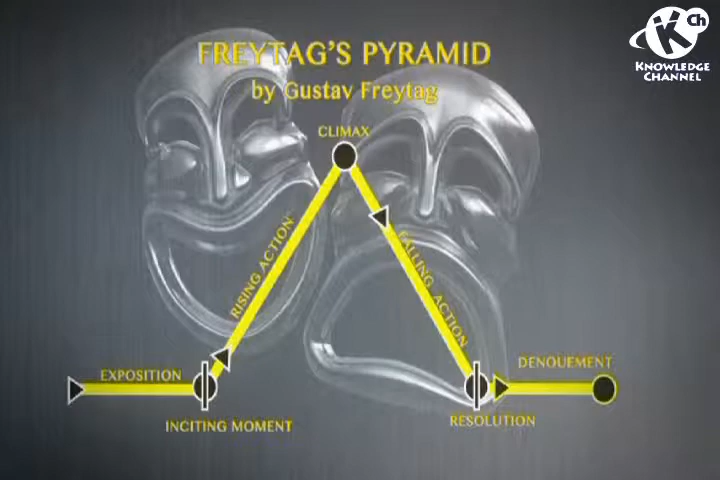 FREYTAG'S PYRAMID
by Gustav Freytag
Ch
K
KNOWLEDGE
CHANNEL
CLIMAX
RISING ACTION
FALLING ACTION
EXPOSITION
DENOUEMENT
INCITING MOMENT
RESOLUTION